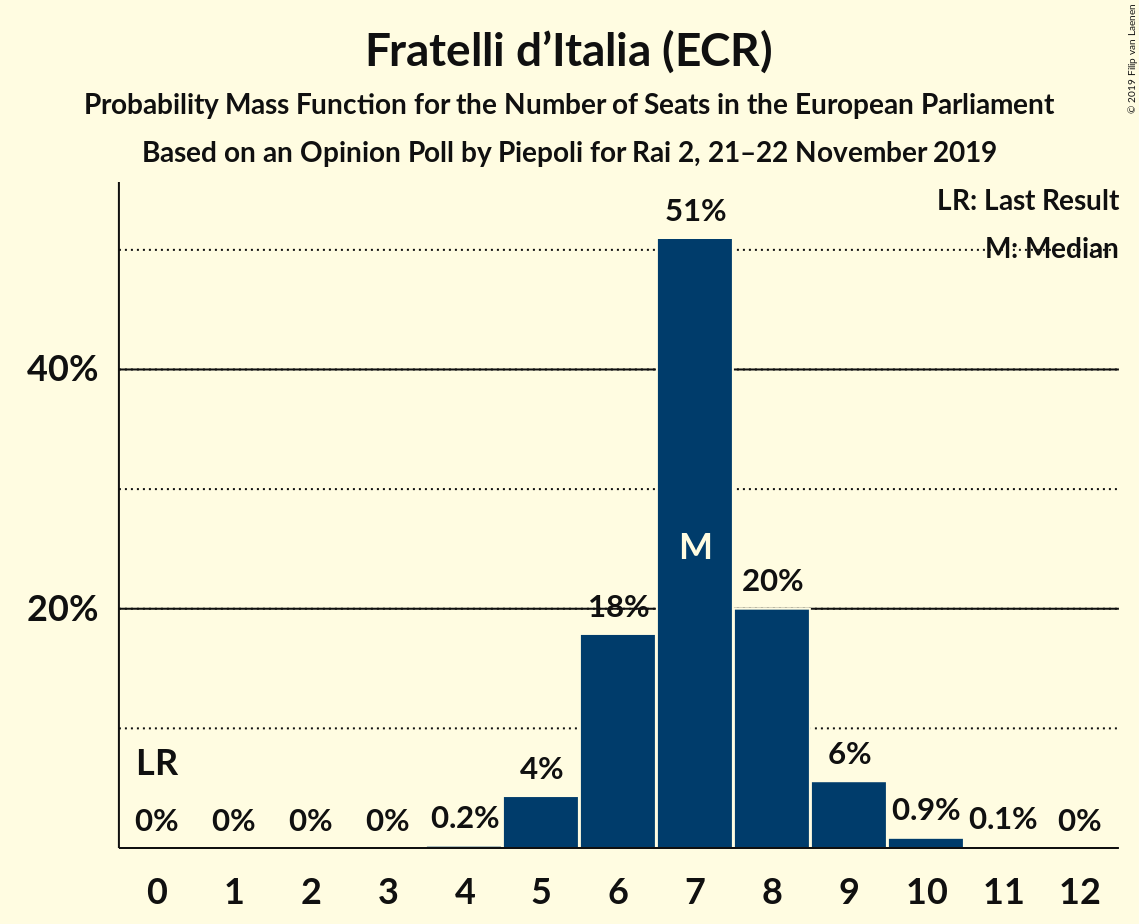 Fratelli d’Italia (ECR)
Probability Mass Function for the Number of Seats in the European Parliament
Based on an Opinion Poll by Piepoli for Rai 2, 21–22 November 2019
© 2019 Filip van Laenen
LR: Last Result
M: Median
51%
40%
M
20%
20%
18%
LR
6%
4%
0% 0% 0% 0% 0.2% 0.9% 0.1% 0%
0 1 2 3 4 5 6 7 8 9 10 11 12